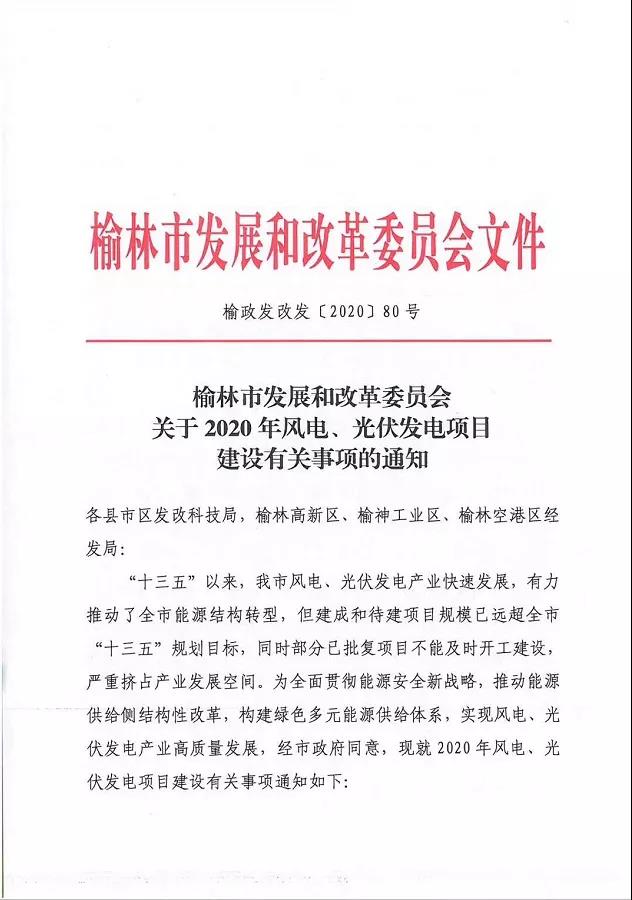 榆林市发展和改革委员会文件
榆政发改发〔2020〕80号
榆林市发展和改革委员会
关于2020年风电、光伏发电项目
建设有关事项的通知
各县市区发改科技局，榆林高新区、榆神工业区、榆林空港区经
发局：
“十三五”以来，我市风电、光伏发电产业快速发展，有力
推动了全市能源结构转型，但建成和待建项目规模已远超全市
“十三五”规划目标，同时部分已批复项目不能及时开工建设，
严重挤占产业发展空间。为全面贯彻能源安全新战略，推动能源
供给侧结构性改革，构建绿色多元能源供给体系，实现风电、光
伏发电产业高质量发展，经市政府同意，现就2020年风电、光
伏发电项目建设有关事项通知如下：